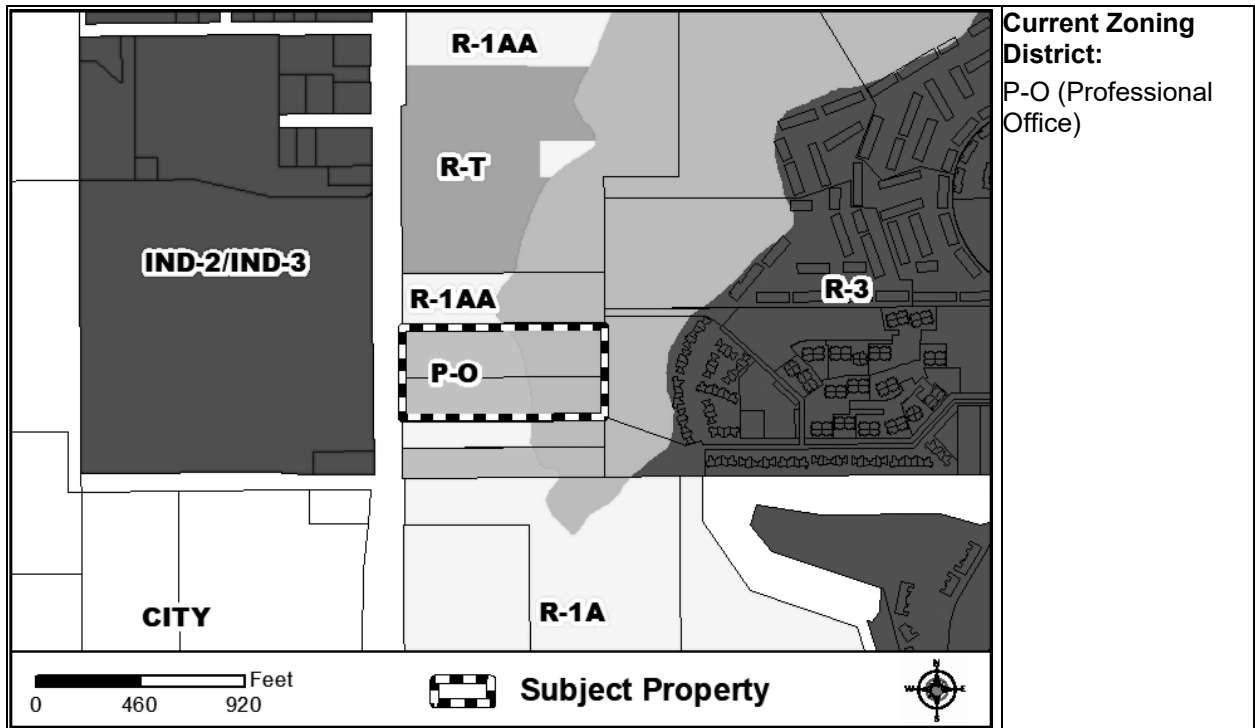 R-1AA
R-T
IND-2/IND-3
R-1AA
R-3
P-O
CITY
R-1A
Feet
0 460 920
Subject Property
N
W E
S
Current Zoning
District:
P-O (Professional
Office)